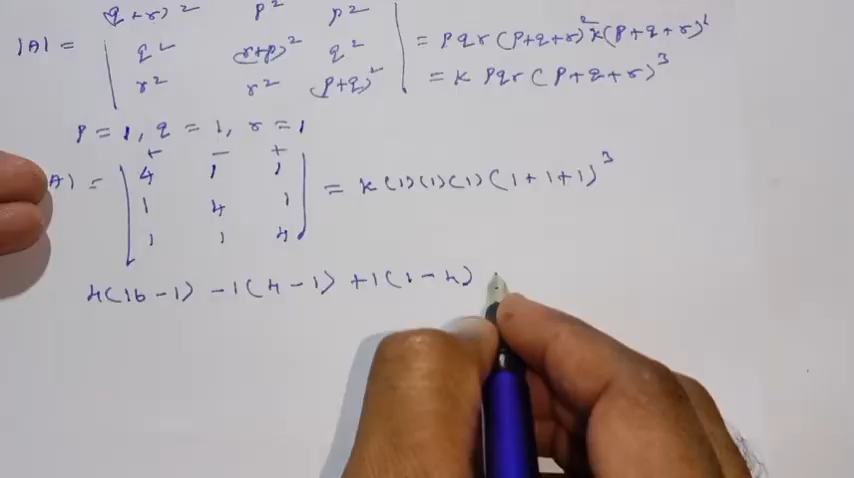 (q+r)² p² p²
|A| = | q² (r+p)² q² | = pqr (p+q+r)² k(p+q+r)¹
r² r² (p+q)² = k pqr (p+q+r)³
p = 1, q = 1, r = 1
+ - +
A) = | 4 1 1 | = k (1)(1)(1) (1+1+1)³
1 4 1
1 1 4
4(16-1) -1(4-1) +1(1-4)